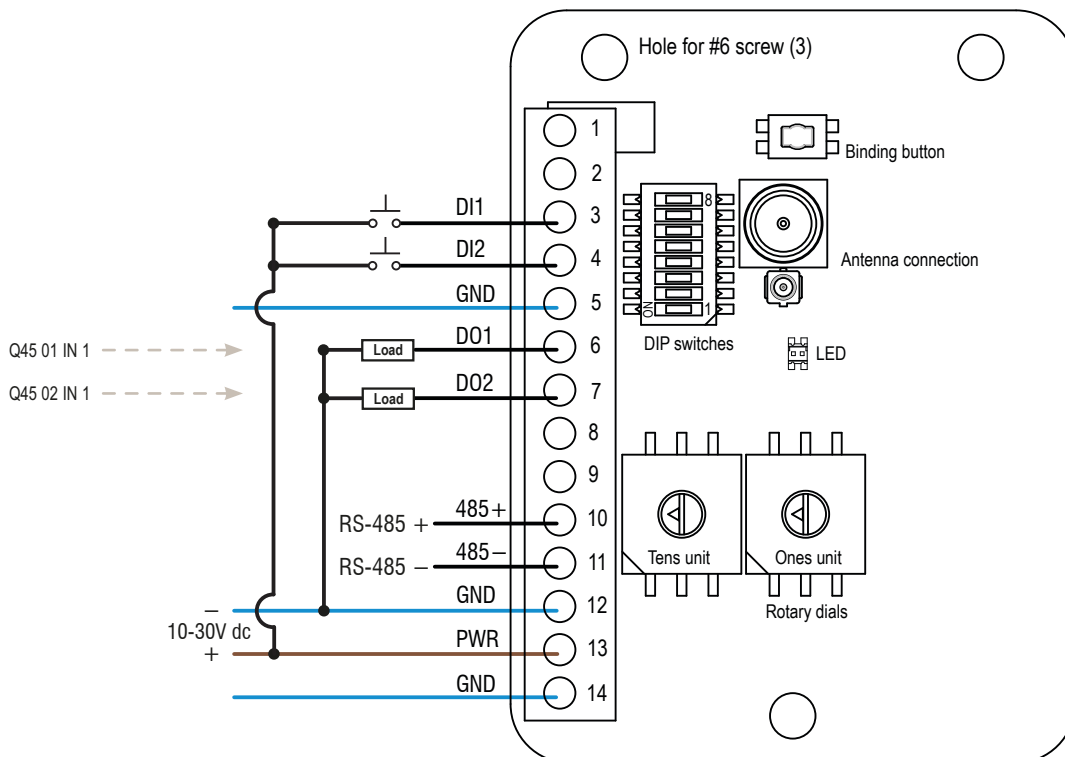 Hole for #6 screw (3)
1
Binding button
2
DI1
3
8
DI2
4
Antenna connection
GND
5
ON
1
Q45 01 IN 1
Load
DO1
6
DIP switches
LED
Q45 02 IN 1
Load
DO2
7
8
9
RS-485 +
485+
10
RS-485 −
485−
11
Tens unit
Ones unit
−
GND
12
Rotary dials
10-30V dc
+
PWR
13
GND
14